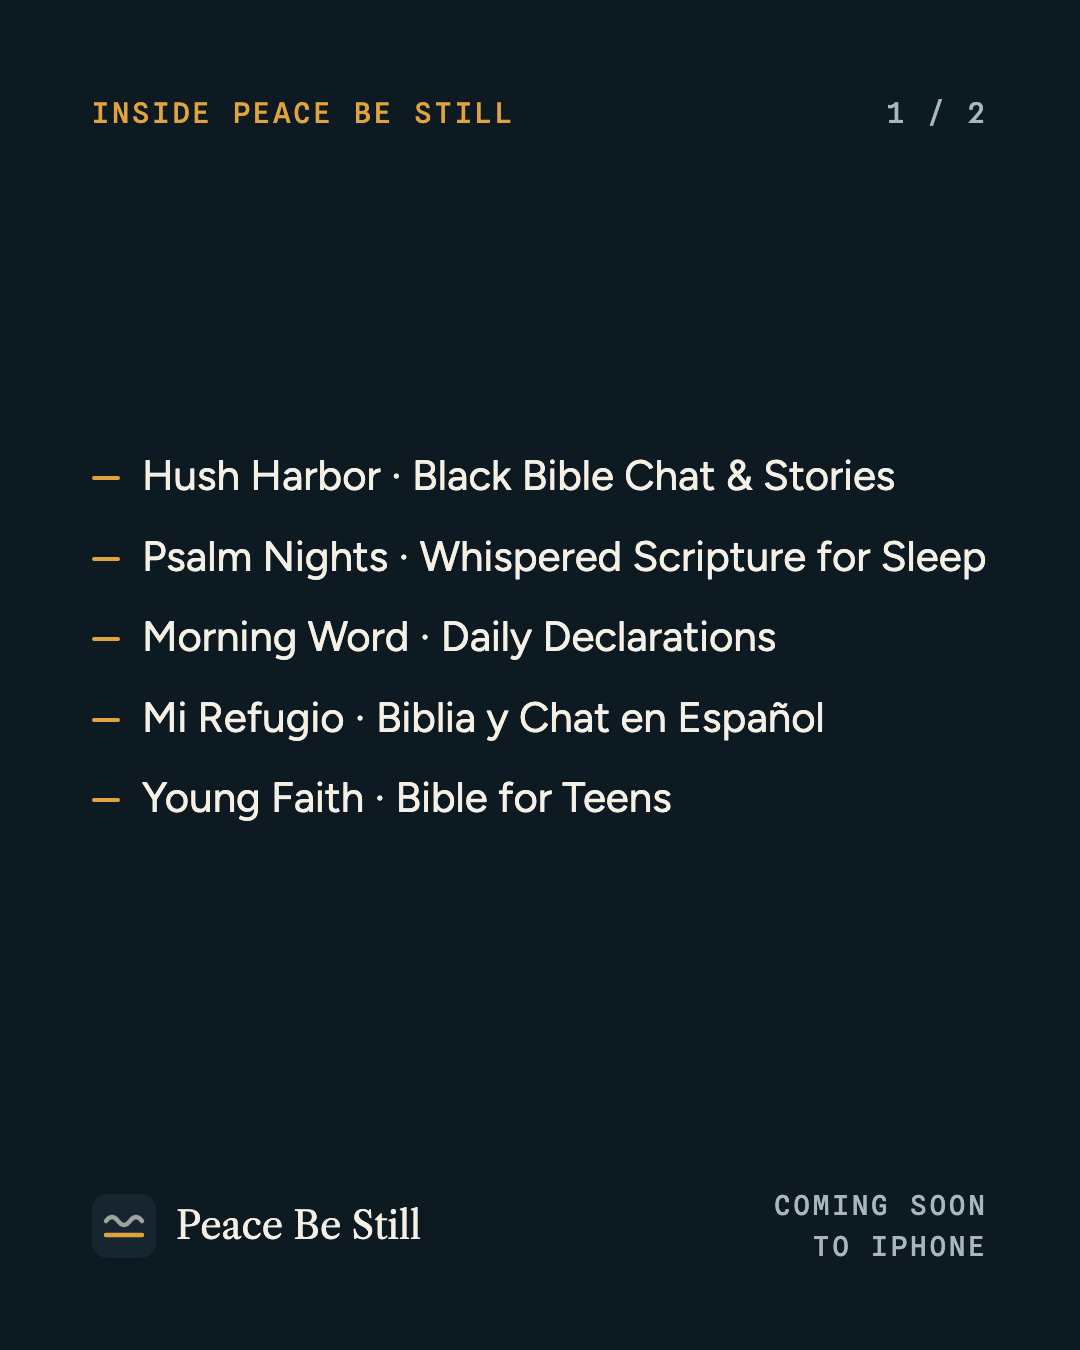 INSIDE PEACE BE STILL
1 / 2
Hush Harbor · Black Bible Chat & Stories
Psalm Nights · Whispered Scripture for Sleep
Morning Word · Daily Declarations
Mi Refugio · Biblia y Chat en Español
Young Faith · Bible for Teens
Peace Be Still
COMING SOON
TO IPHONE